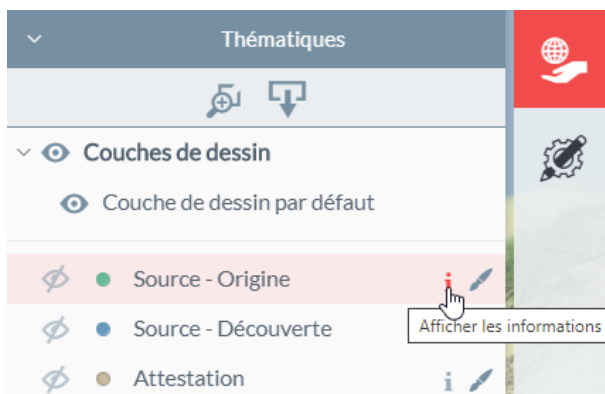 Thématiques
Couches de dessin
Couche de dessin par défaut
Source - Origine
Source - Découverte
Afficher les informations
Attestation